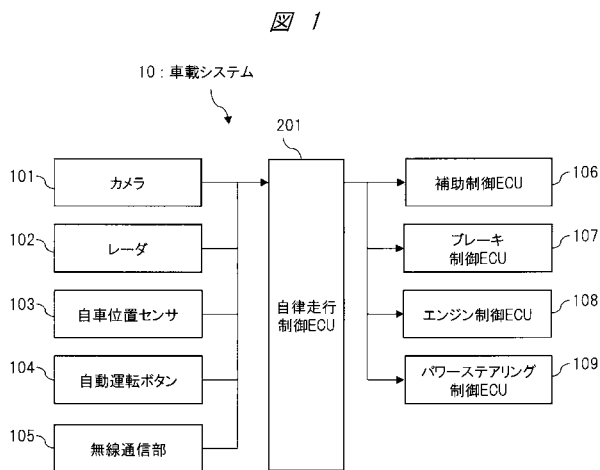 図 1
10：車載システム
201
101
カメラ
102
レーダ
103
自車位置センサ
104
自動運転ボタン
105
無線通信部
自律走行
制御ECU
補助制御ECU
106
ブレーキ
制御ECU
107
エンジン制御ECU
108
パワーステアリング
制御ECU
109